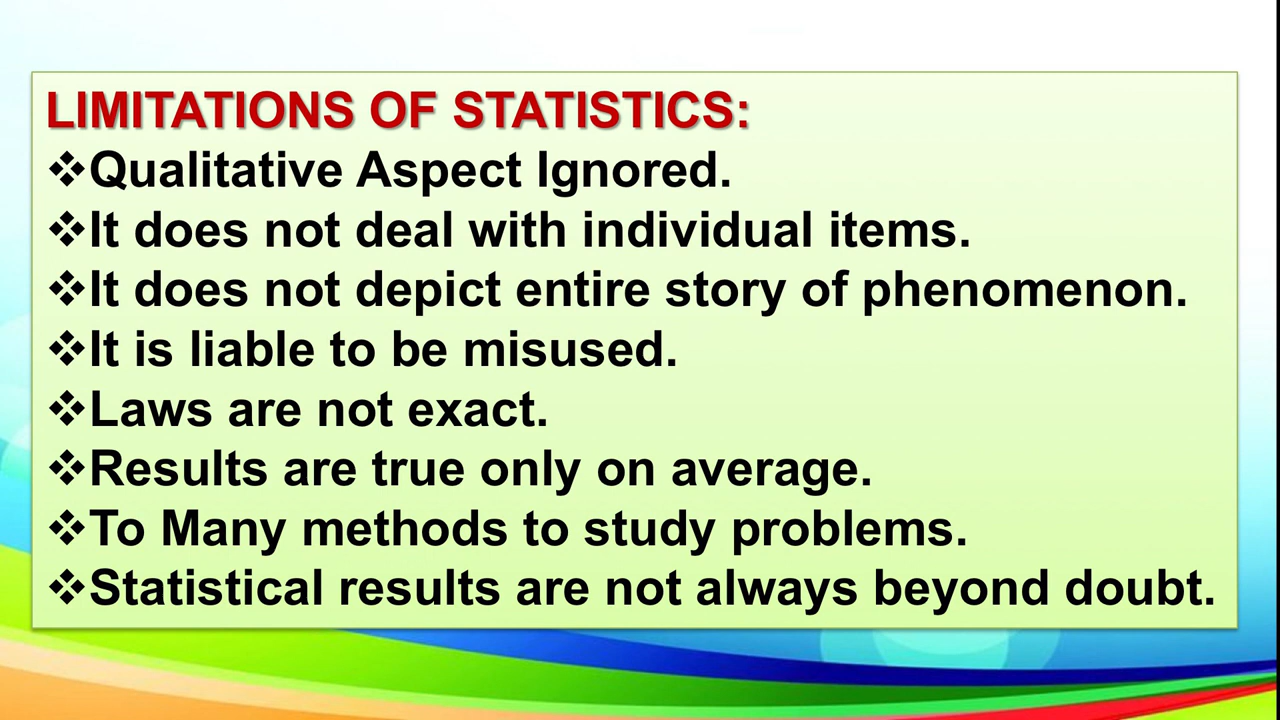 LIMITATIONS OF STATISTICS:
❖Qualitative Aspect Ignored.
❖It does not deal with individual items.
❖It does not depict entire story of phenomenon.
❖It is liable to be misused.
❖Laws are not exact.
❖Results are true only on average.
❖To Many methods to study problems.
❖Statistical results are not always beyond doubt.